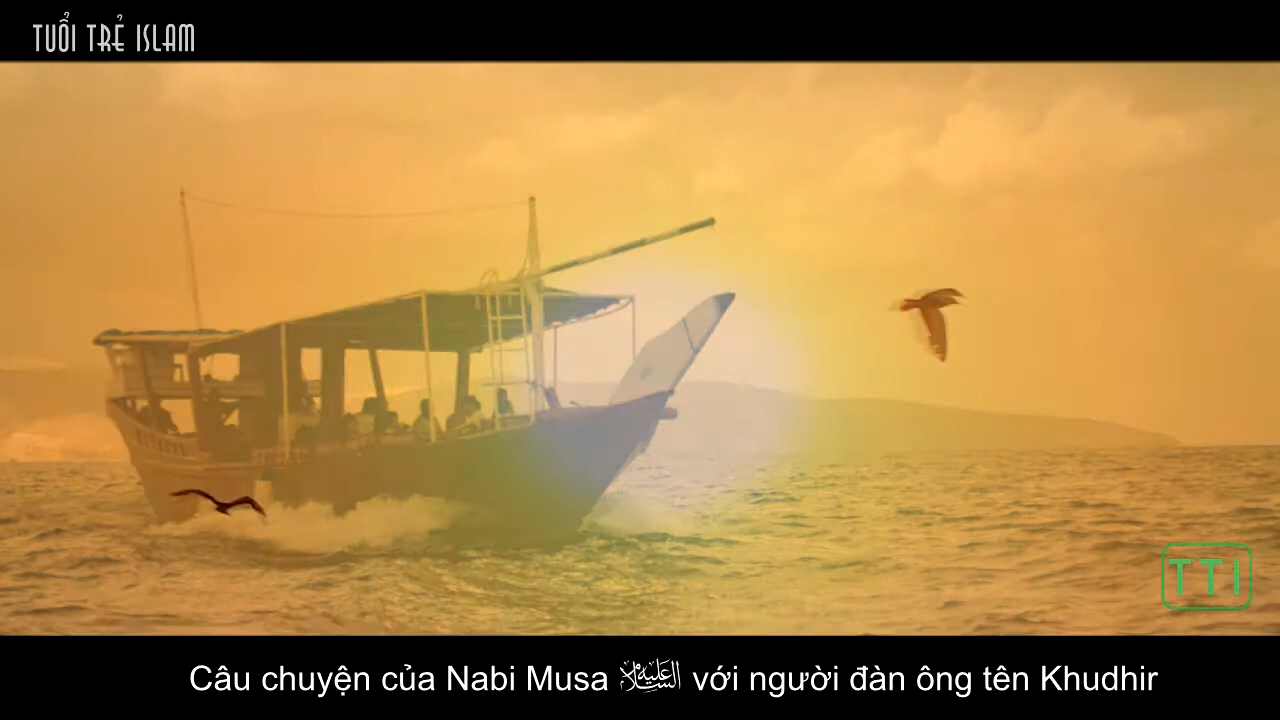 TUỔI TRẺ ISLAM
TTI
Câu chuyện của Nabi Musa عليه السلام với người đàn ông tên Khudhir